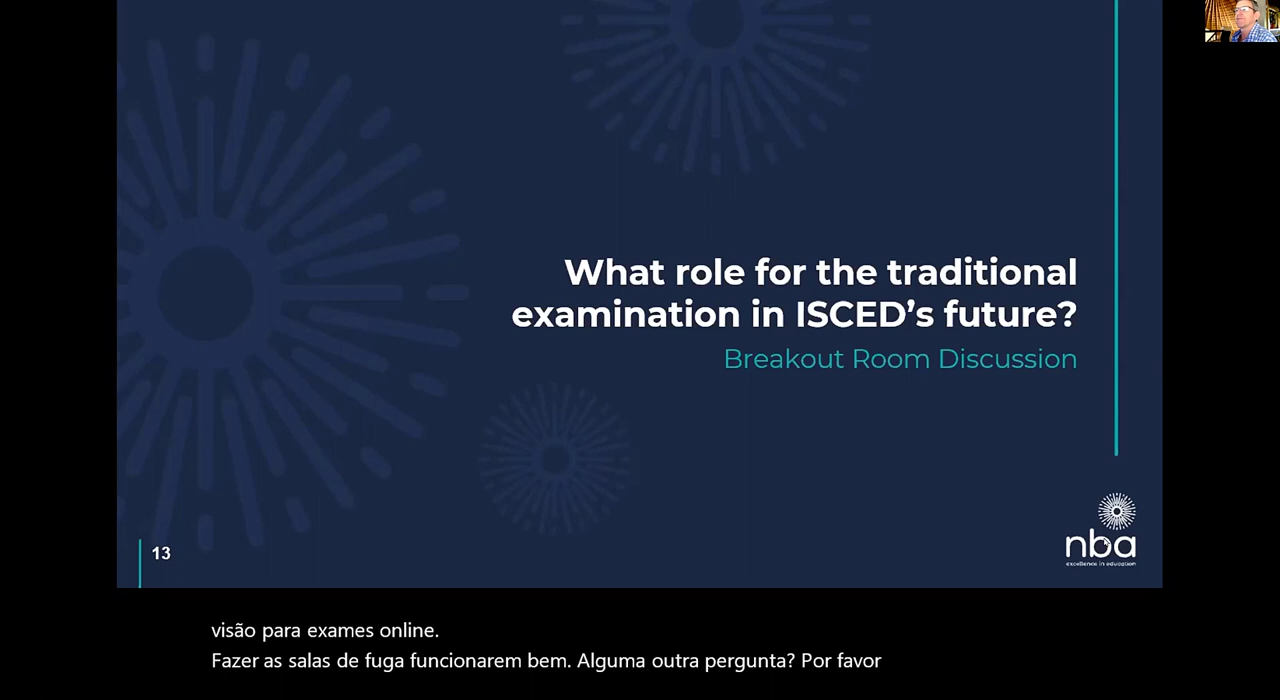 What role for the traditional
examination in ISCED’s future?
Breakout Room Discussion
nba
excellence in education
13
visão para exames online.
Fazer as salas de fuga funcionarem bem. Alguma outra pergunta? Por favor